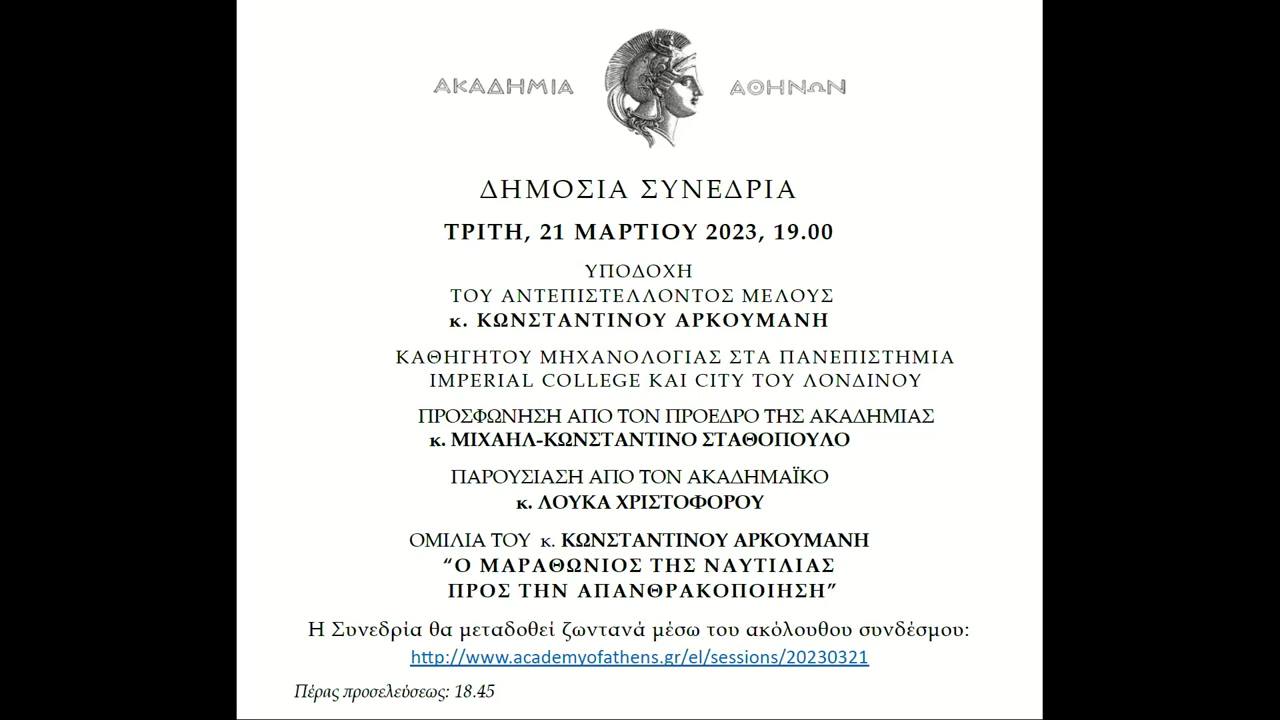 ΑΚΑΔΗΜΙΑ ΑΘΗΝΩΝ
ΔΗΜΟΣΙΑ ΣΥΝΕΔΡΙΑ
ΤΡΙΤΗ, 21 ΜΑΡΤΙΟΥ 2023, 19.00
ΥΠΟΔΟΧΗ
ΤΟΥ ΑΝΤΕΠΙΣΤΕΛΛΟΝΤΟΣ ΜΕΛΟΥΣ
κ. ΚΩΝΣΤΑΝΤΙΝΟΥ ΑΡΚΟΥΜΑΝΗ
ΚΑΘΗΓΗΤΟΥ ΜΗΧΑΝΟΛΟΓΙΑΣ ΣΤΑ ΠΑΝΕΠΙΣΤΗΜΙΑ
IMPERIAL COLLEGE ΚΑΙ CITY ΤΟΥ ΛΟΝΔΙΝΟΥ
ΠΡΟΣΦΩΝΗΣΗ ΑΠΟ ΤΟΝ ΠΡΟΕΔΡΟ ΤΗΣ ΑΚΑΔΗΜΙΑΣ
κ. ΜΙΧΑΗΛ-ΚΩΝΣΤΑΝΤΙΝΟ ΣΤΑΘΟΠΟΥΛΟ
ΠΑΡΟΥΣΙΑΣΗ ΑΠΟ ΤΟΝ ΑΚΑΔΗΜΑΪΚΟ
κ. ΛΟΥΚΑ ΧΡΙΣΤΟΦΟΡΟΥ
ΟΜΙΛΙΑ ΤΟΥ κ. ΚΩΝΣΤΑΝΤΙΝΟΥ ΑΡΚΟΥΜΑΝΗ
“Ο ΜΑΡΑΘΩΝΙΟΣ ΤΗΣ ΝΑΥΤΙΛΙΑΣ
ΠΡΟΣ ΤΗΝ ΑΠΑΝΘΡΑΚΟΠΟΙΗΣΗ”
Η Συνεδρία θα μεταδοθεί ζωντανά μέσω του ακόλουθου συνδέσμου:
http://www.academyofathens.gr/el/sessions/20230321
Πέρας προσελεύσεως: 18.45